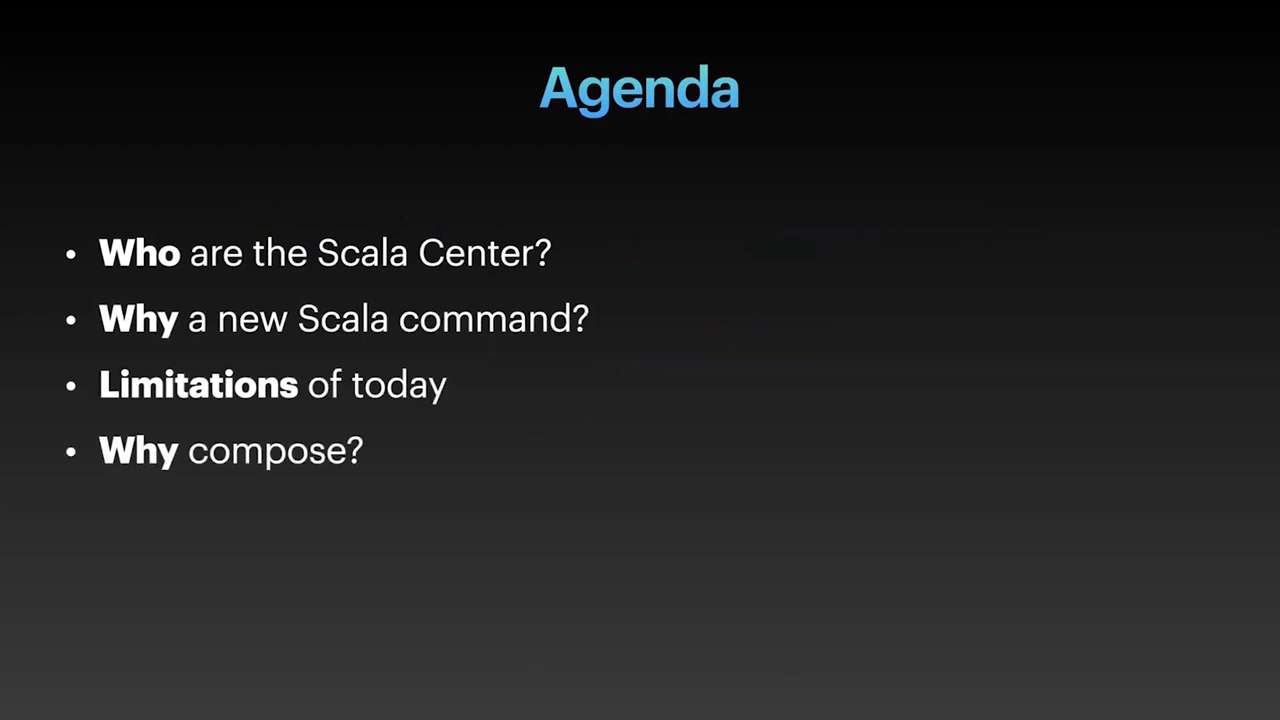 Agenda
• Who are the Scala Center?
• Why a new Scala command?
• Limitations of today
• Why compose?